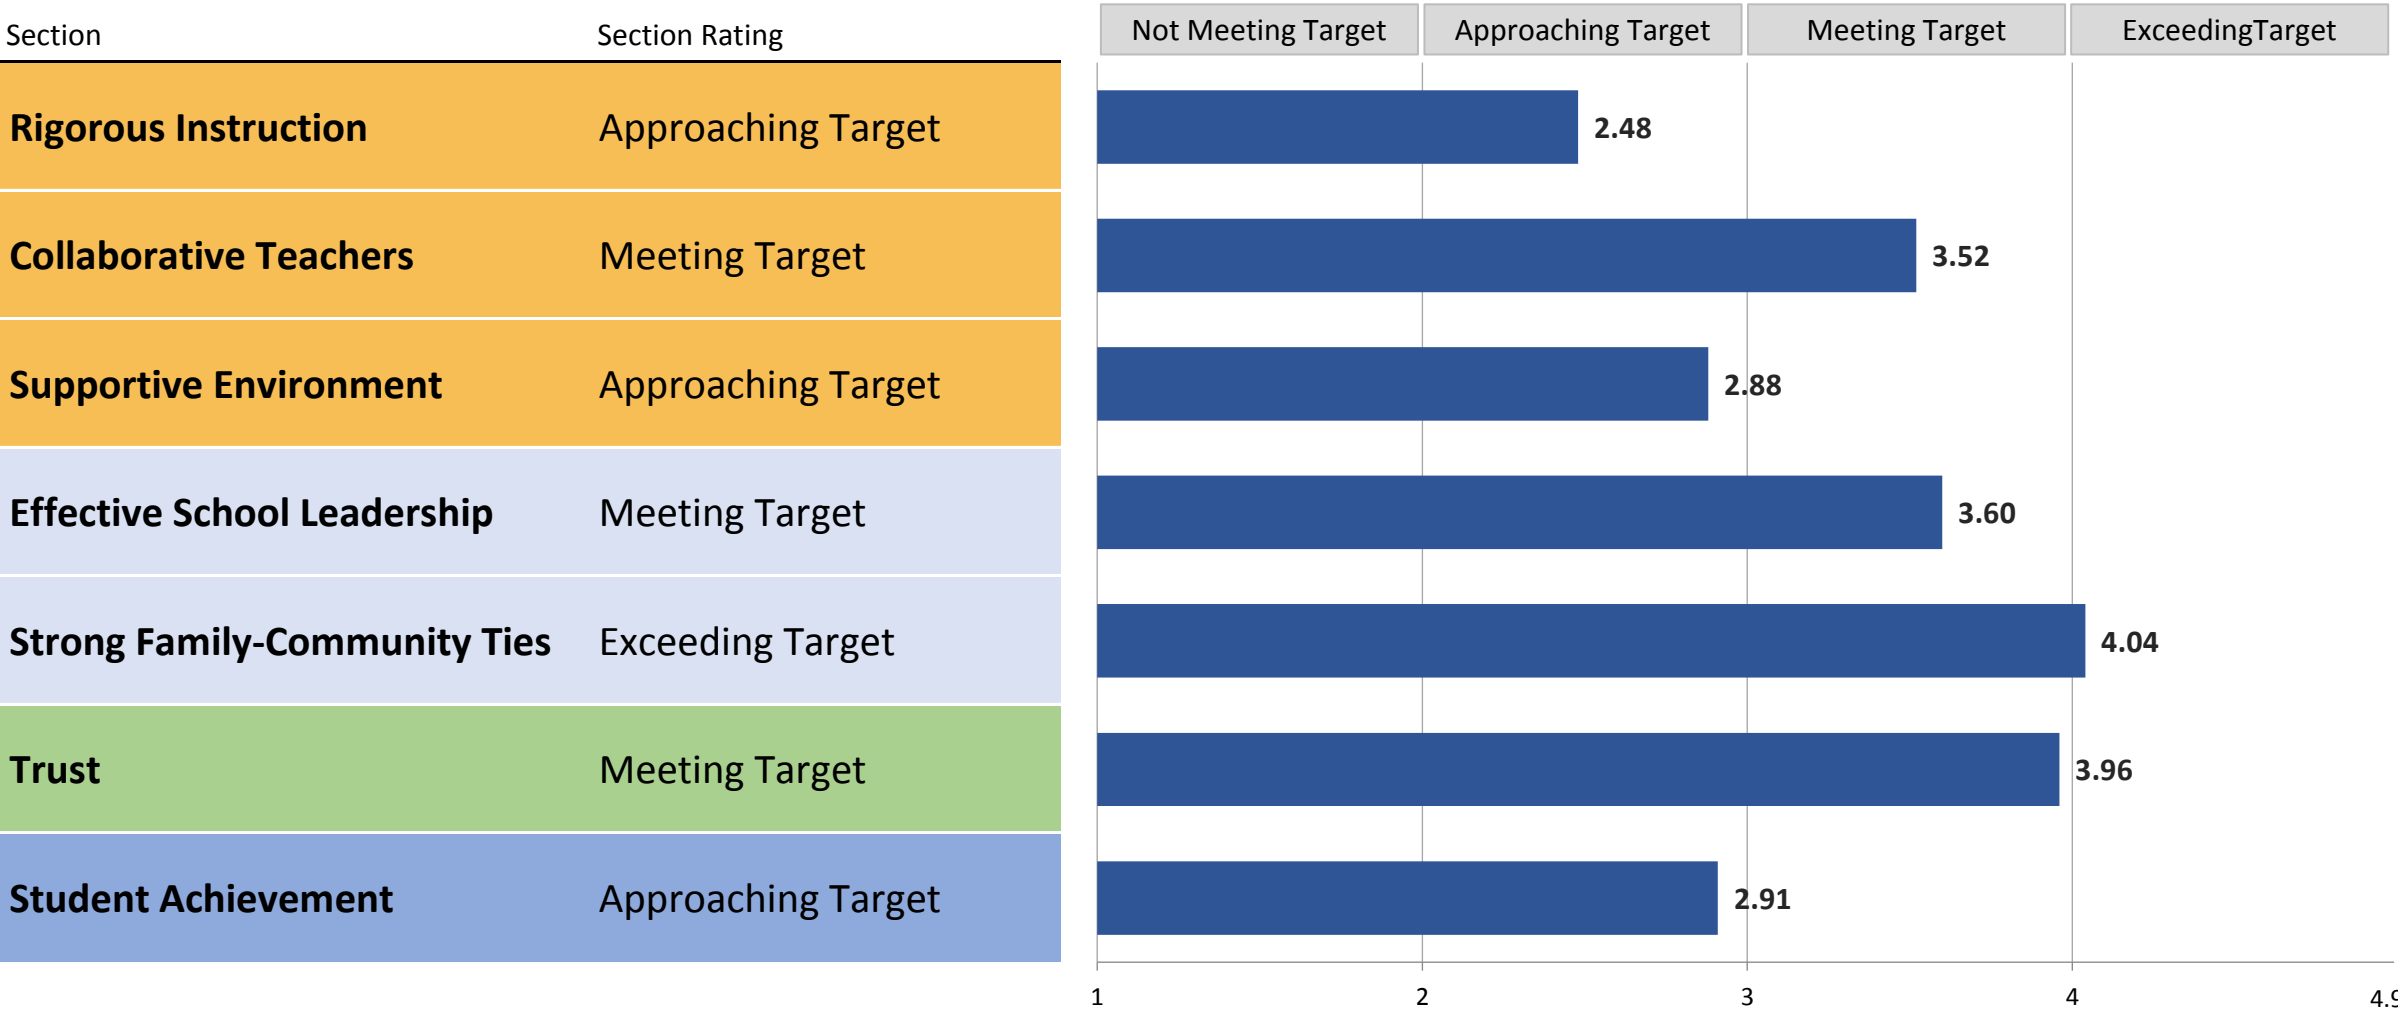 Section Section Rating Not Meeting Target Approaching Target Meeting Target ExceedingTarget
Rigorous Instruction Approaching Target 2.48
Collaborative Teachers Meeting Target 3.52
Supportive Environment Approaching Target 2.88
Effective School Leadership Meeting Target 3.60
Strong Family-Community Ties Exceeding Target 4.04
Trust Meeting Target 3.96
Student Achievement Approaching Target 2.91
1 2 3 4